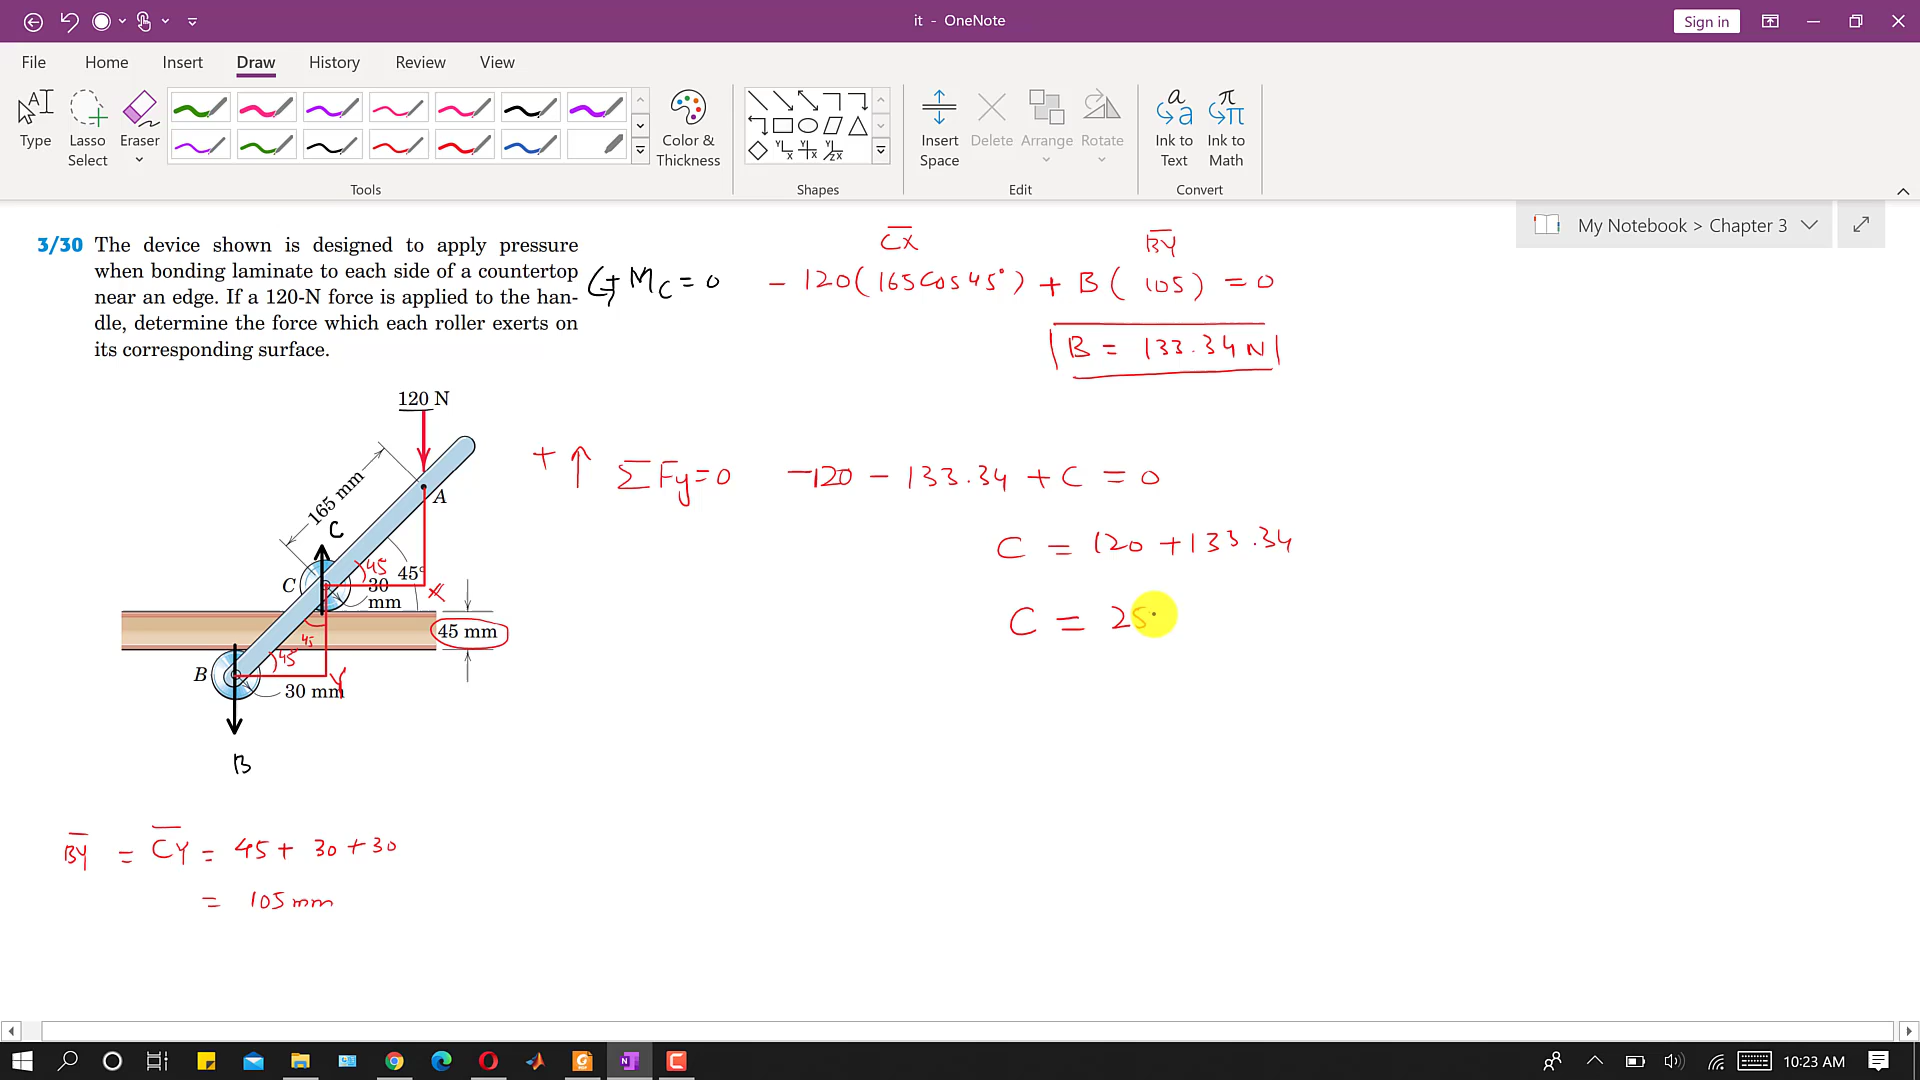 it - OneNote
Sign in
File Home Insert Draw History Review View
Type
Lasso Select
Eraser
Color & Thickness
Insert Space
Delete
Arrange
Rotate
Ink to Text
Ink to Math
Tools
Shapes
Edit
Convert
My Notebook > Chapter 3
3/30 The device shown is designed to apply pressure
when bonding laminate to each side of a countertop
near an edge. If a 120-N force is applied to the han-
dle, determine the force which each roller exerts on
its corresponding surface.
CX BY
+ MC = 0 - 120(165 cos 45°) + B( 105) = 0
B = 133.34 N
120 N
165 mm
A
C
C
45
45°
30 mm
X
45 mm
45
45
B
Y
30 mm
B
+ ↑ ΣFy=0 -120 - 133.34 + C = 0
C = 120 + 133.34
C = 25
BY = CY = 45 + 30 + 30
= 105 mm
10:23 AM